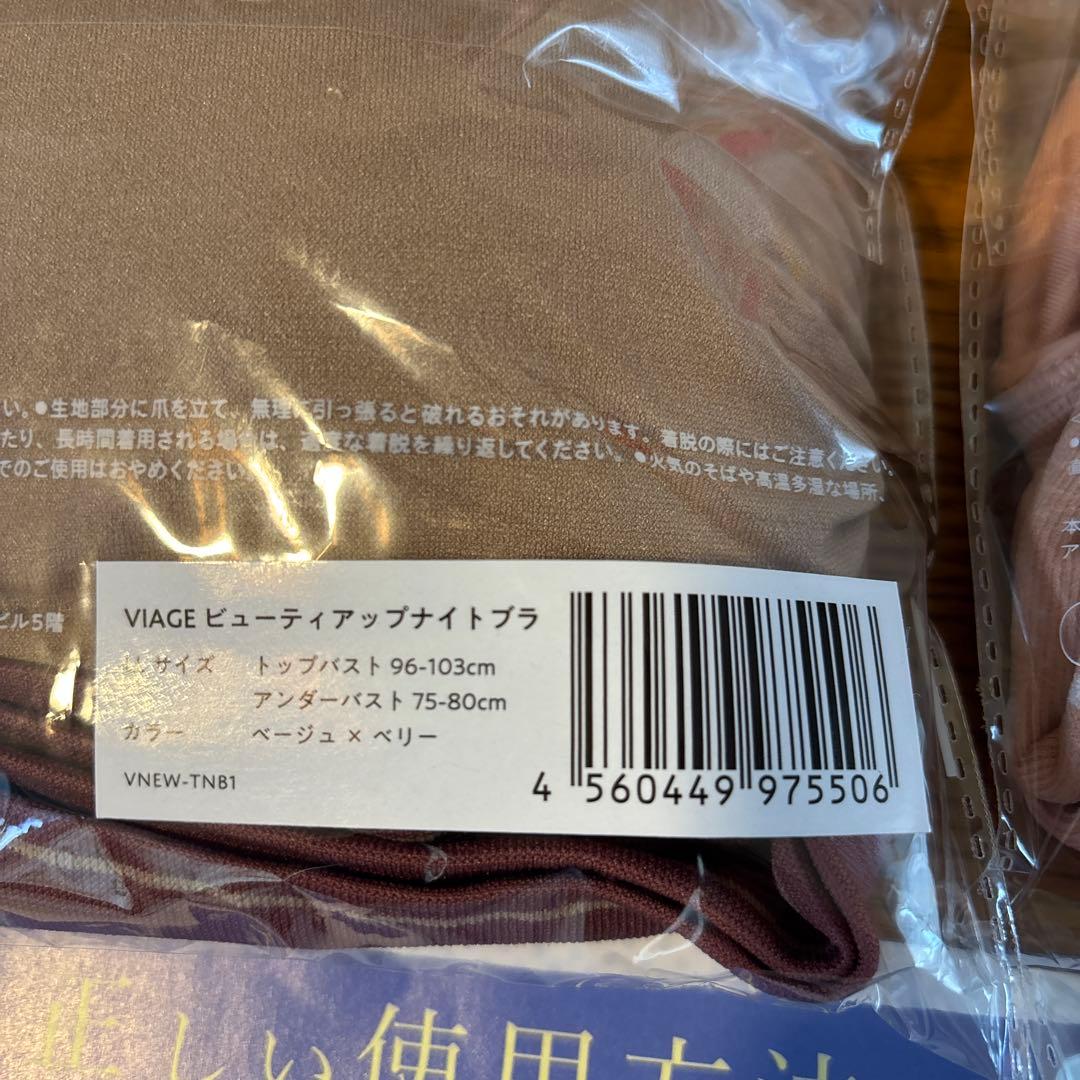 い。●生地部分に爪を立て、無理に引っ張ると破れるおそれがあります。着脱の際にはご注意ください。
たり、長時間着用される場合は、適度な着脱を繰り返してください。●火気のそばや高温多湿な場所、
でのご使用はおやめください。
ビル5階
VIAGE ビューティアップナイトブラ
サイズ トップバスト 96-103cm
アンダーバスト 75-80cm
カラー ベージュ × ベリー
VNEW-TNB1
4 560449 975506
正しい使用方法
本
ア